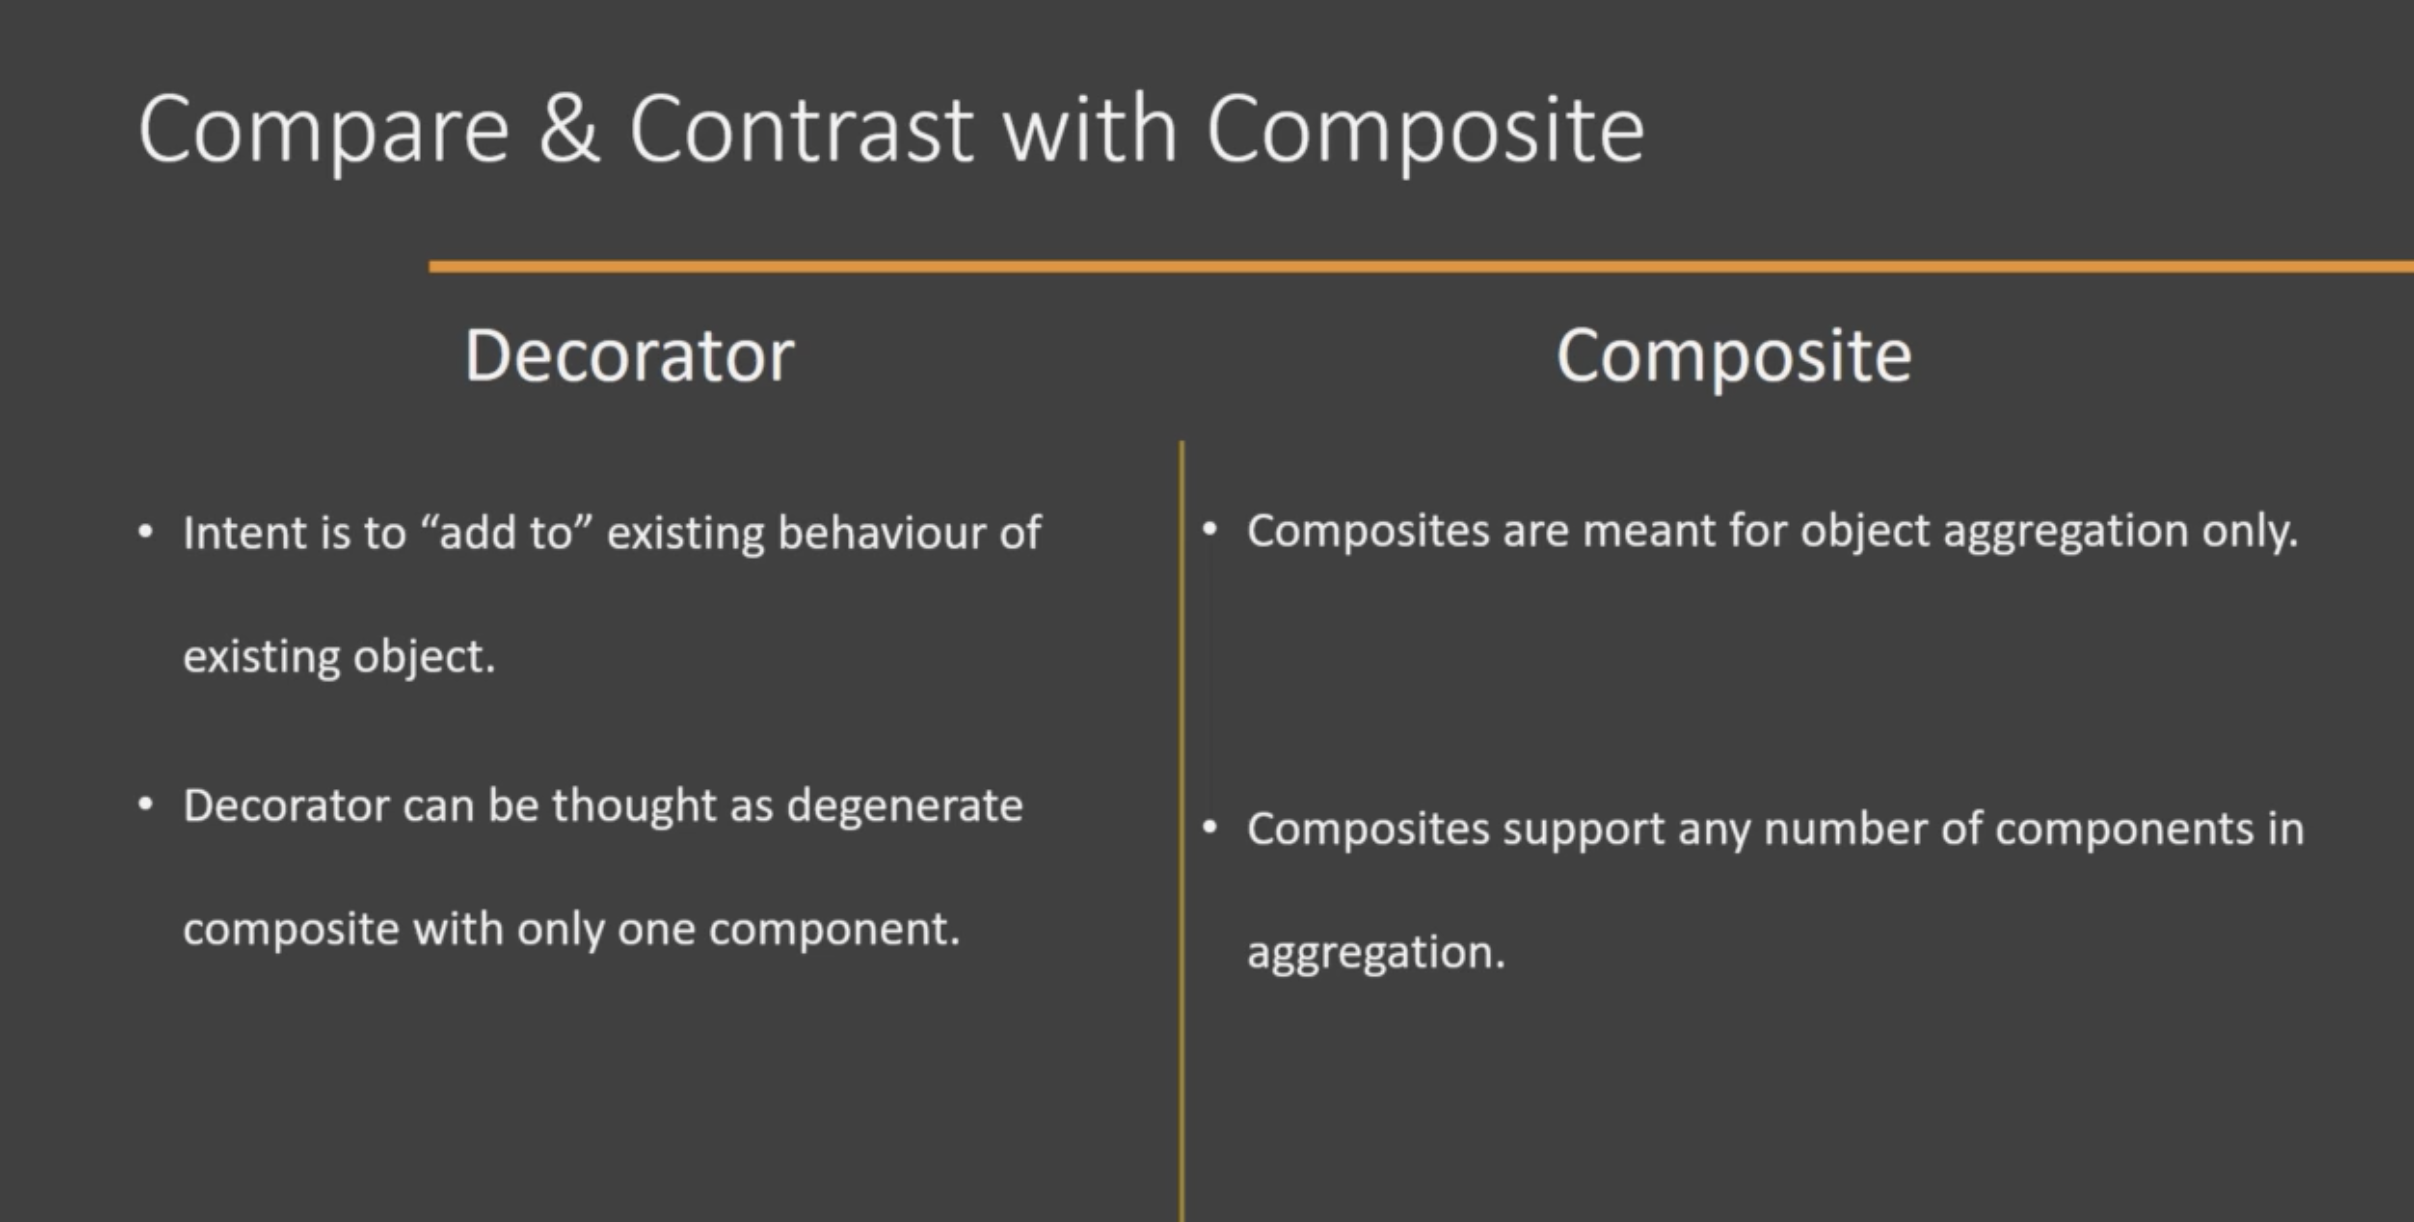 Compare & Contrast with Composite
Decorator
• Intent is to “add to” existing behaviour of
existing object.
• Decorator can be thought as degenerate
composite with only one component.
Composite
• Composites are meant for object aggregation only.
• Composites support any number of components in
aggregation.